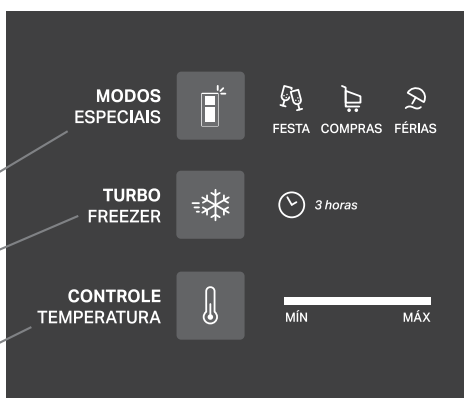 MODOS
ESPECIAIS
FESTA COMPRAS FÉRIAS
TURBO
FREEZER
3 horas
CONTROLE
TEMPERATURA
MÍN MÁX